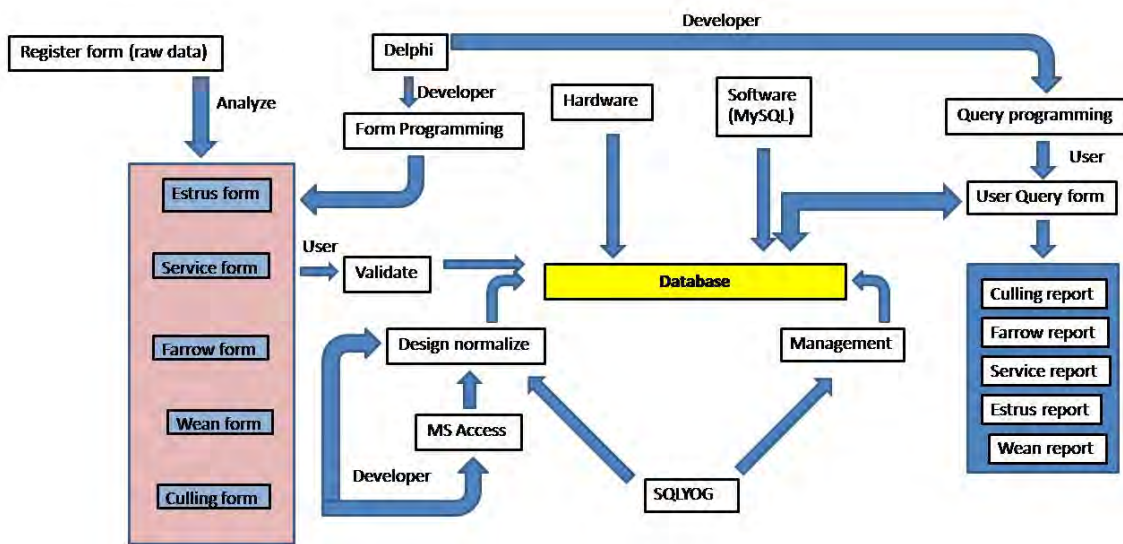 Developer
Register form (raw data)
Delphi
Analyze
Developer
Hardware
Software
(MySQL)
Form Programming
Query programming
User
Estrus form
User Query form
User
Service form
Validate
Database
Culling report
Farrow form
Design normalize
Management
Farrow report
Service report
Wean form
MS Access
Estrus report
Wean report
Developer
Culling form
SQLYOG